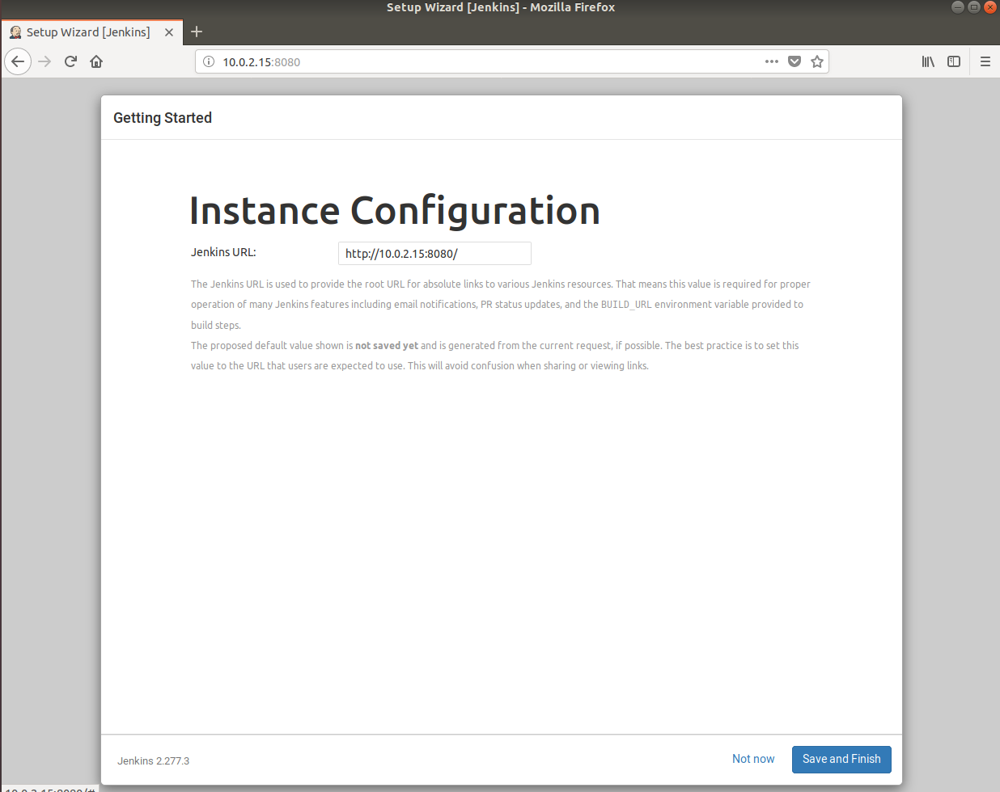 Setup Wizard [Jenkins] - Mozilla Firefox
Setup Wizard [Jenkins]
10.0.2.15:8080
Getting Started
Instance Configuration
Jenkins URL: http://10.0.2.15:8080/
The Jenkins URL is used to provide the root URL for absolute links to various Jenkins resources. That means this value is required for proper
operation of many Jenkins features including email notifications, PR status updates, and the BUILD_URL environment variable provided to
build steps.
The proposed default value shown is not saved yet and is generated from the current request, if possible. The best practice is to set this
value to the URL that users are expected to use. This will avoid confusion when sharing or viewing links.
Jenkins 2.277.3 Not now Save and Finish
10.0.2.15:8080/#